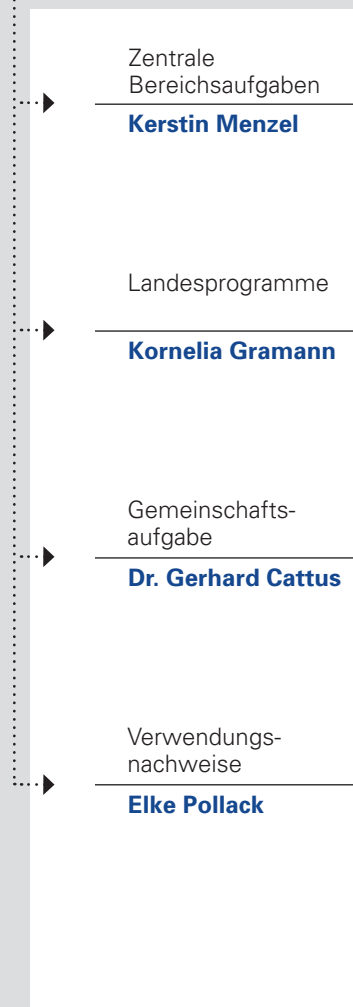 Zentrale
Bereichsaufgaben
Kerstin Menzel
Landesprogramme
Kornelia Gramann
Gemeinschafts-
aufgabe
Dr. Gerhard Cattus
Verwendungs-
nachweise
Elke Pollack